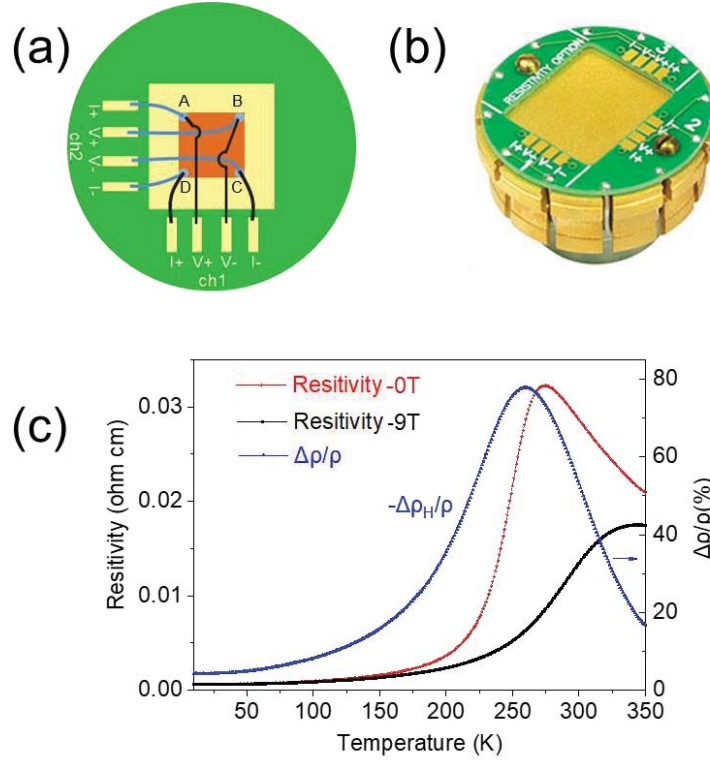 (a)
A B
D C
I+
V+
V-
I-
ch2
I+ V+ V- I-
ch1
(b)
RESISTIVITY OPTION
3
I-V-V+I+
2
I+ V+ V- I-
I+V-V- I-
(c)
Resitivity -0T
Resitivity -9T
Δρ/ρ
-Δρ_H/ρ
Resitivity (ohm cm)
0.03
0.02
0.01
0.00
80
60
40
20
0
Δρ/ρ(%)
50 100 150 200 250 300 350
Temperature (K)